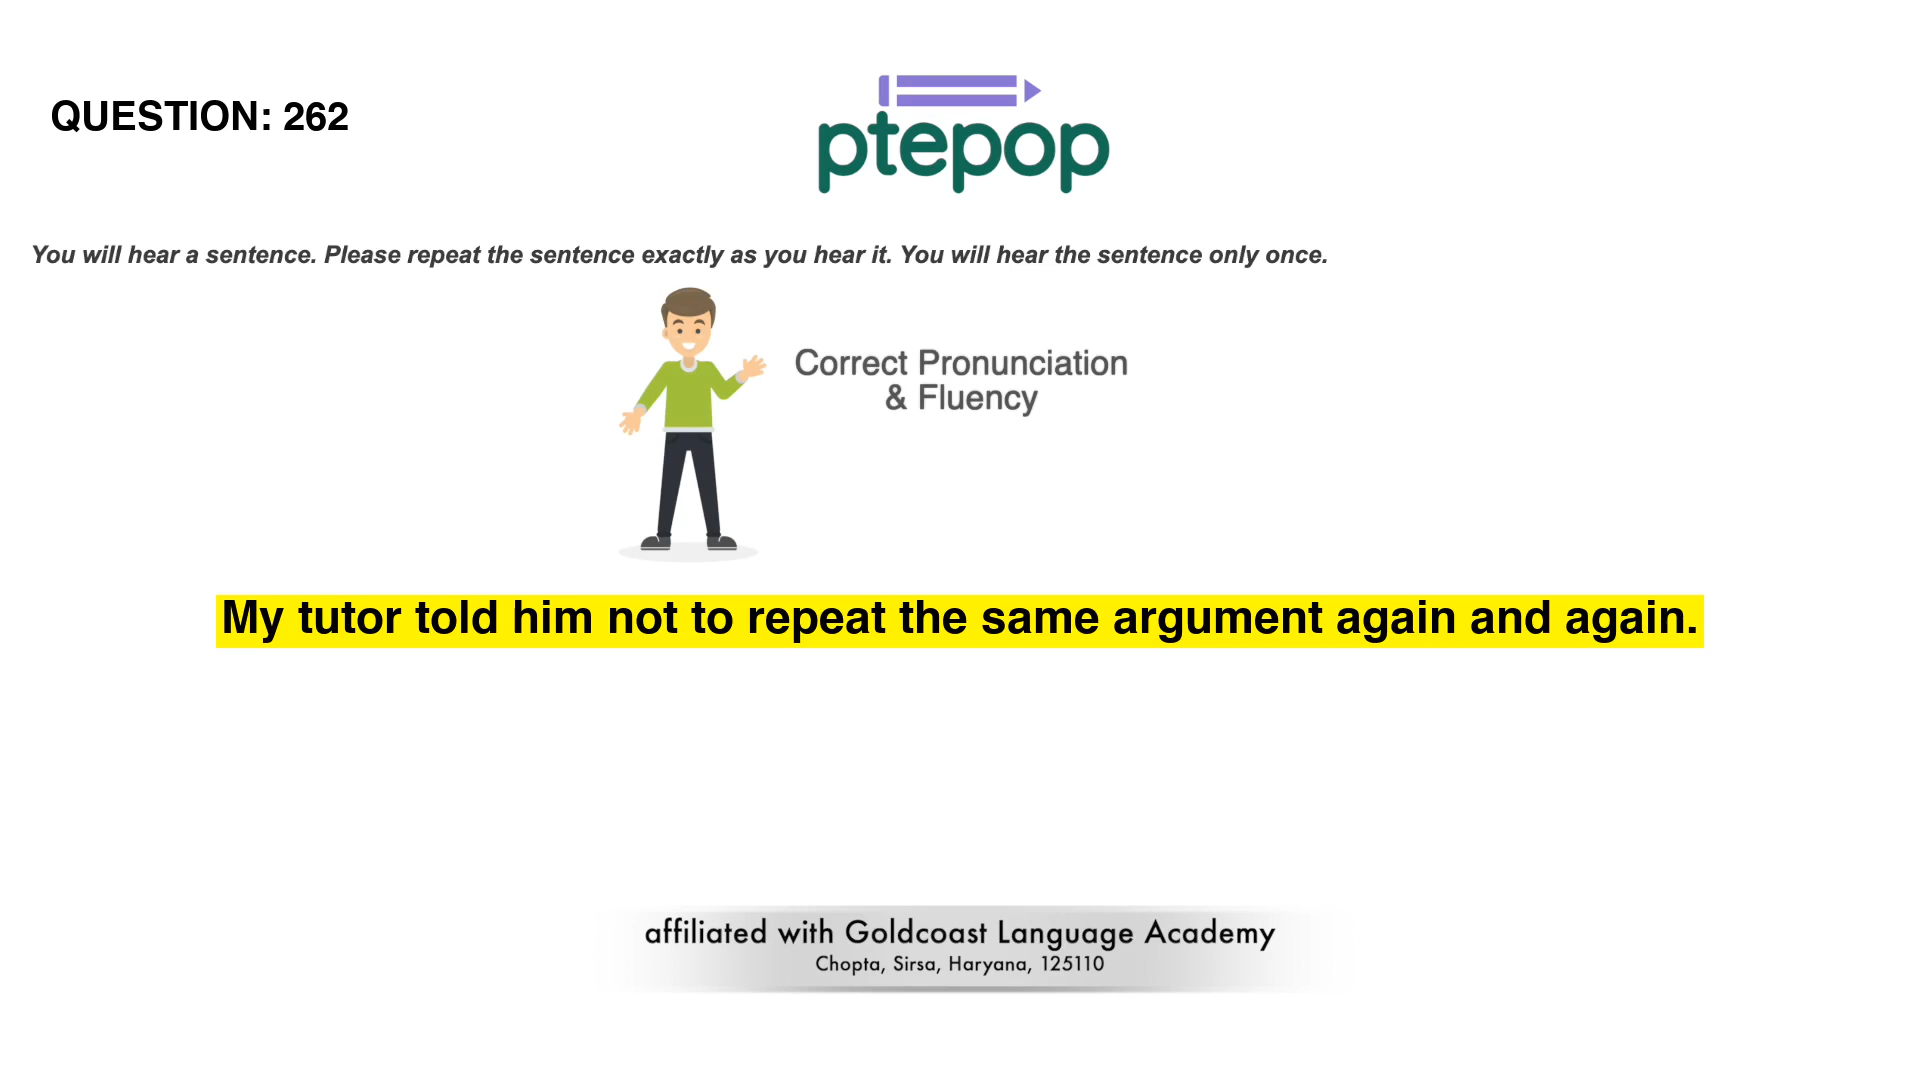 QUESTION: 262
ptepop
You will hear a sentence. Please repeat the sentence exactly as you hear it. You will hear the sentence only once.
Correct Pronunciation
& Fluency
My tutor told him not to repeat the same argument again and again.
affiliated with Goldcoast Language Academy
Chopta, Sirsa, Haryana, 125110